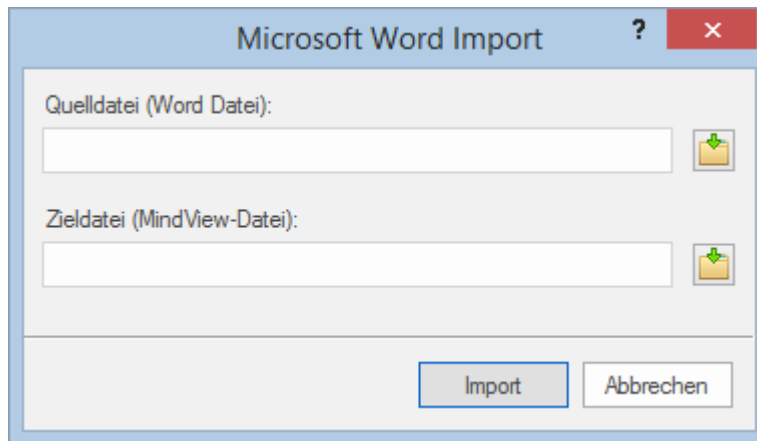 Microsoft Word Import ?
Quelldatei (Word Datei):
Zieldatei (MindView-Datei):
Import Abbrechen